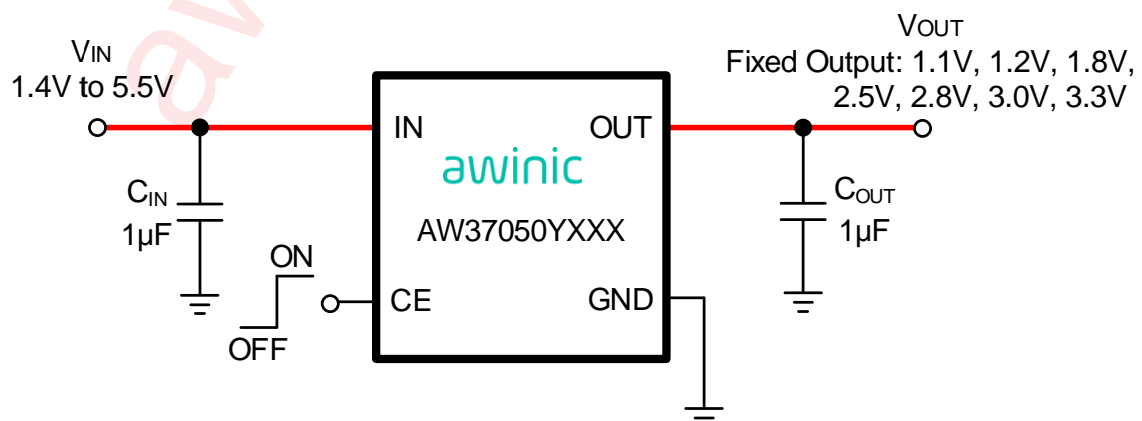 VIN
1.4V to 5.5V
VOUT
Fixed Output: 1.1V, 1.2V, 1.8V,
2.5V, 2.8V, 3.0V, 3.3V
IN
OUT
awinic
AW37050YXXX
CIN
1µF
COUT
1µF
ON
OFF
CE
GND